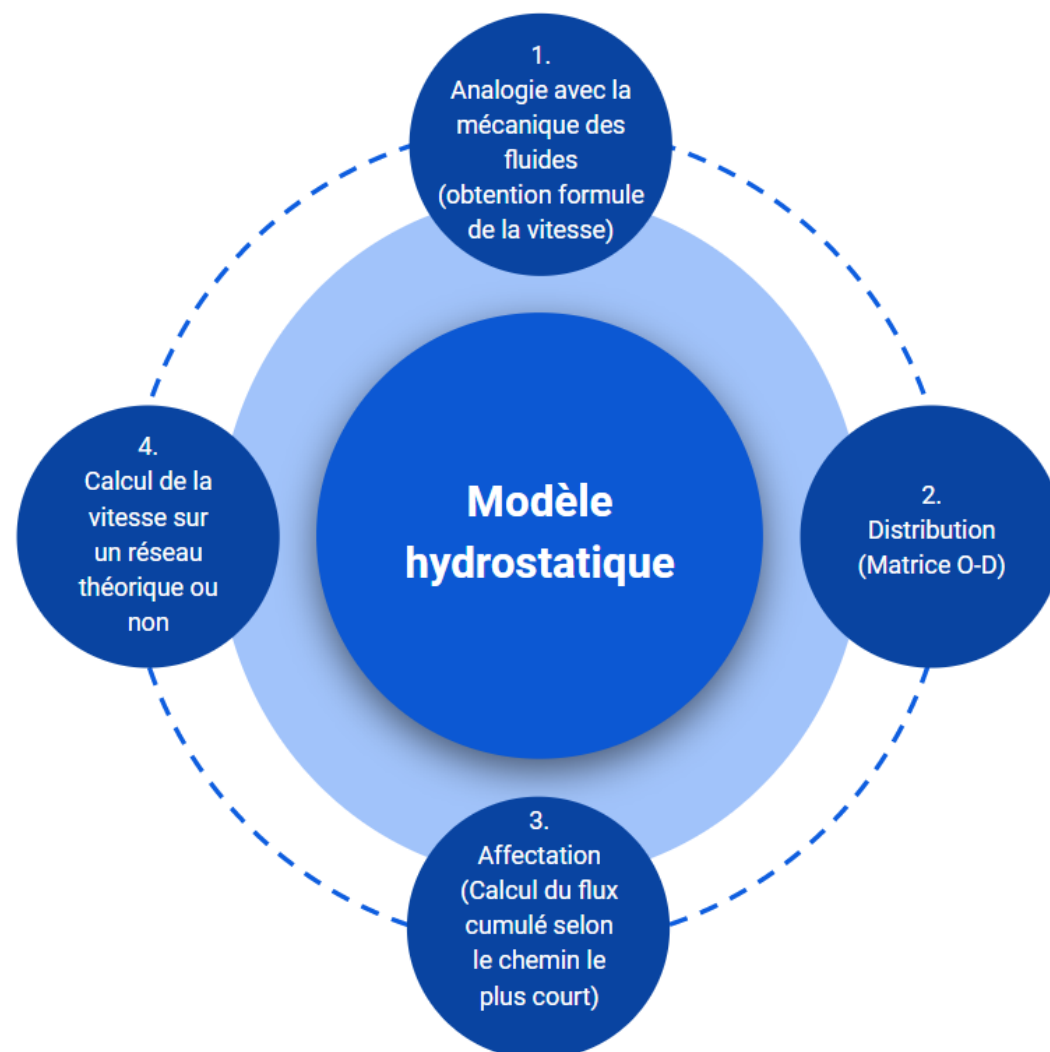 1.
Analogie avec la
mécanique des
fluides
(obtention formule
de la vitesse)
4.
Calcul de la
vitesse sur
un réseau
théorique ou
non
Modèle
hydrostatique
2.
Distribution
(Matrice O-D)
3.
Affectation
(Calcul du flux
cumulé selon
le chemin le
plus court)